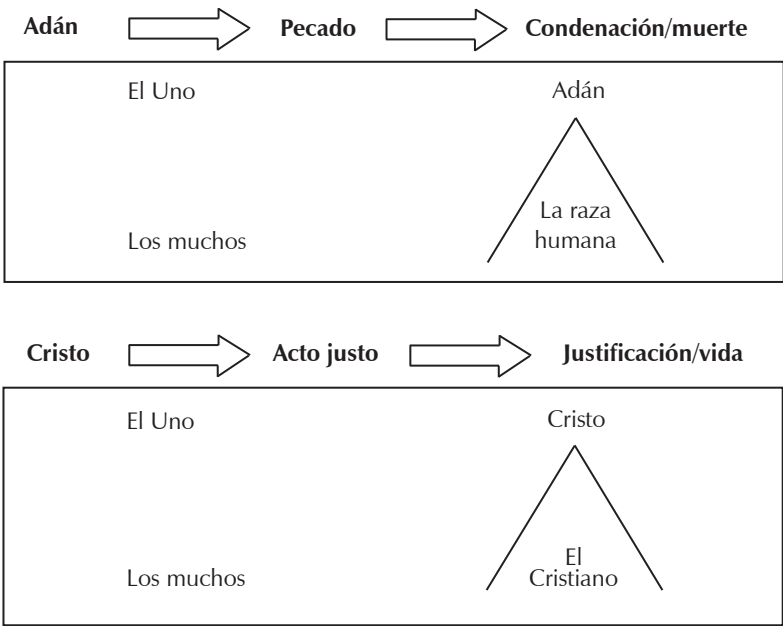 Adán Pecado Condenación/muerte
El Uno Adán
La raza
Los muchos humana
Cristo Acto justo Justificación/vida
El Uno Cristo
El
Los muchos Cristiano